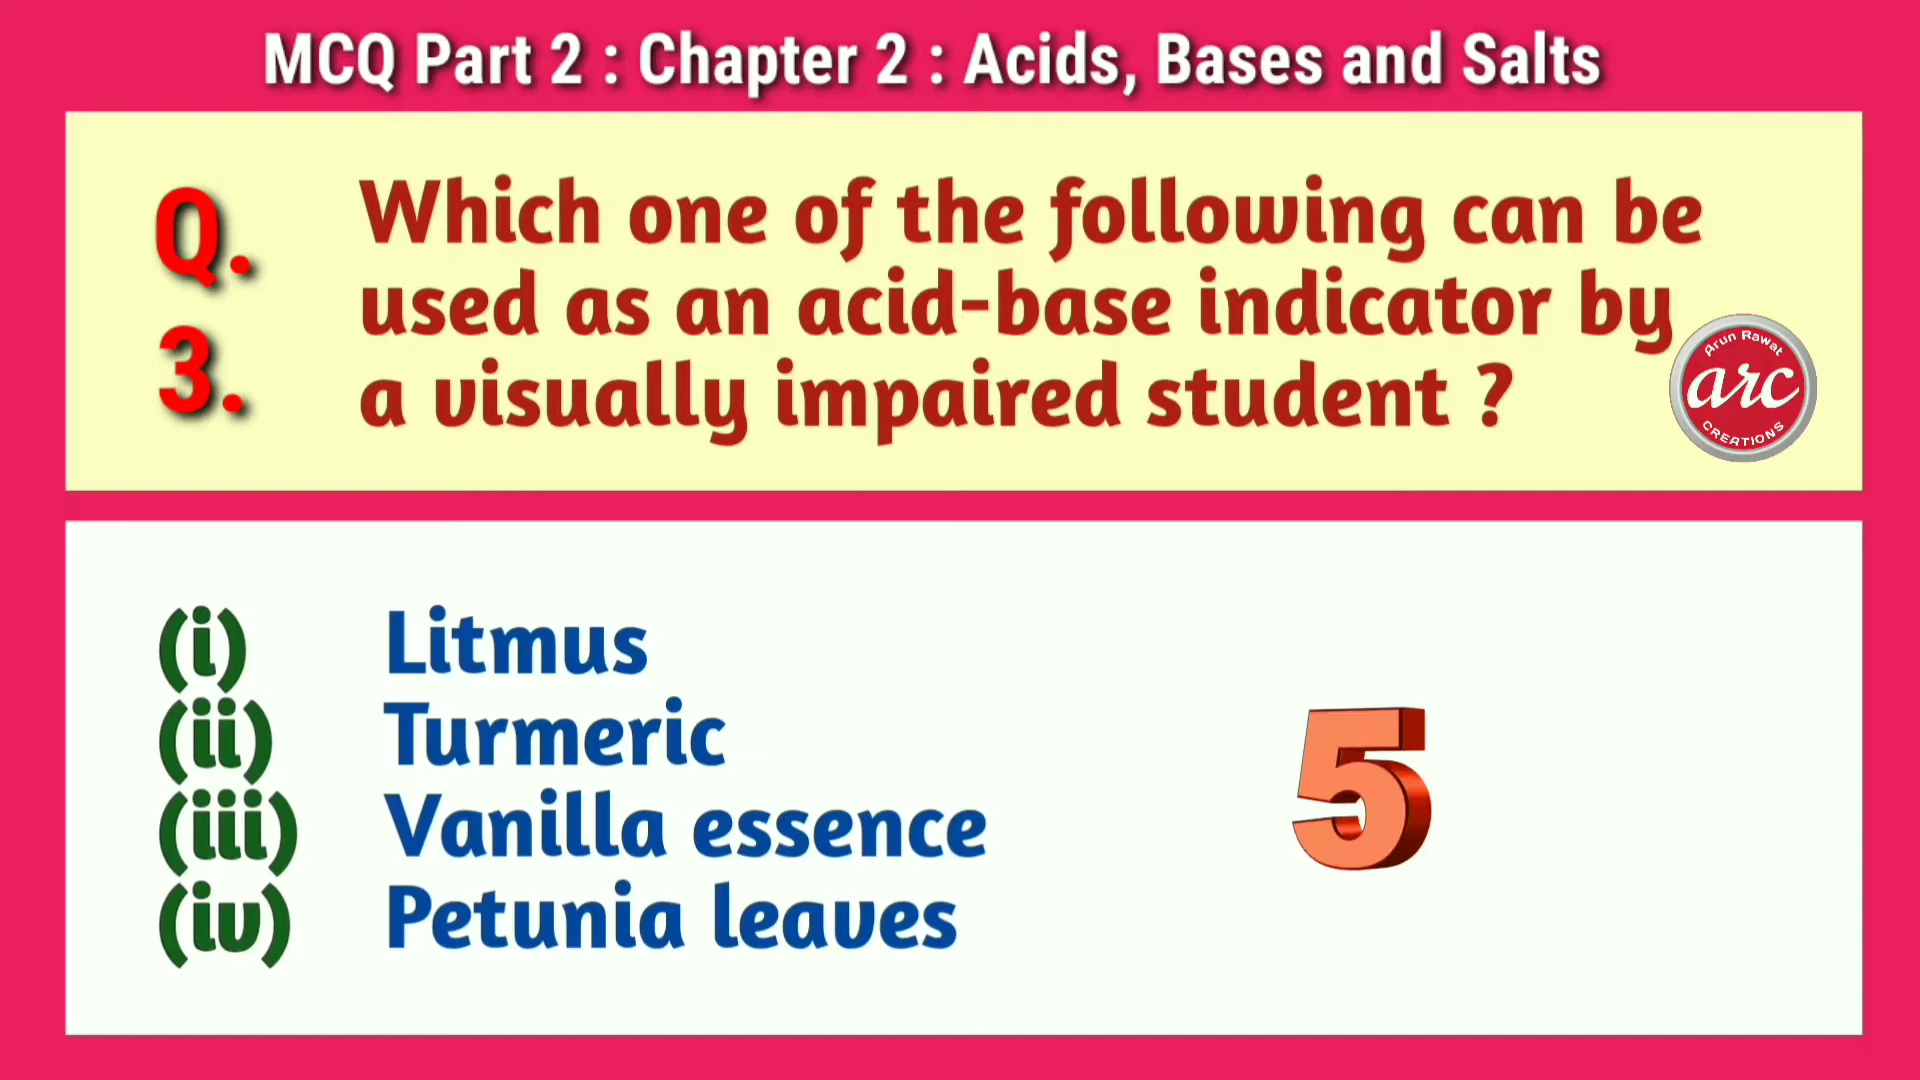 MCQ Part 2 : Chapter 2 : Acids, Bases and Salts
Q. 3.
Which one of the following can be
used as an acid-base indicator by
a visually impaired student ?
Arun Rawat
arc
CREATIONS
(i) Litmus
(ii) Turmeric
(iii) Vanilla essence
(iv) Petunia leaves
5